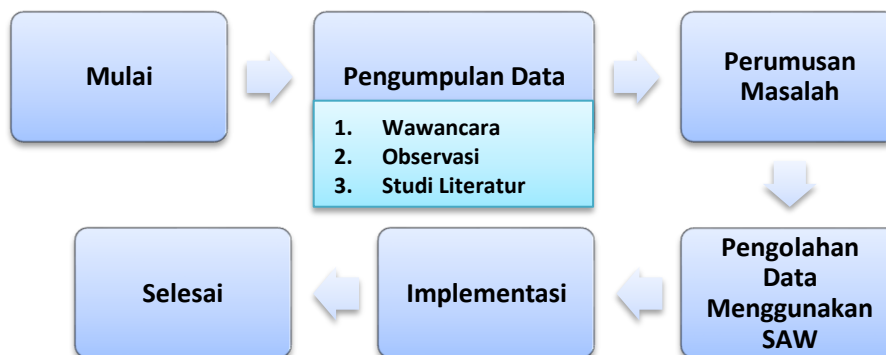 Mulai
Pengumpulan Data
1. Wawancara
2. Observasi
3. Studi Literatur
Perumusan
Masalah
Pengolahan
Data
Menggunakan
SAW
Implementasi
Selesai